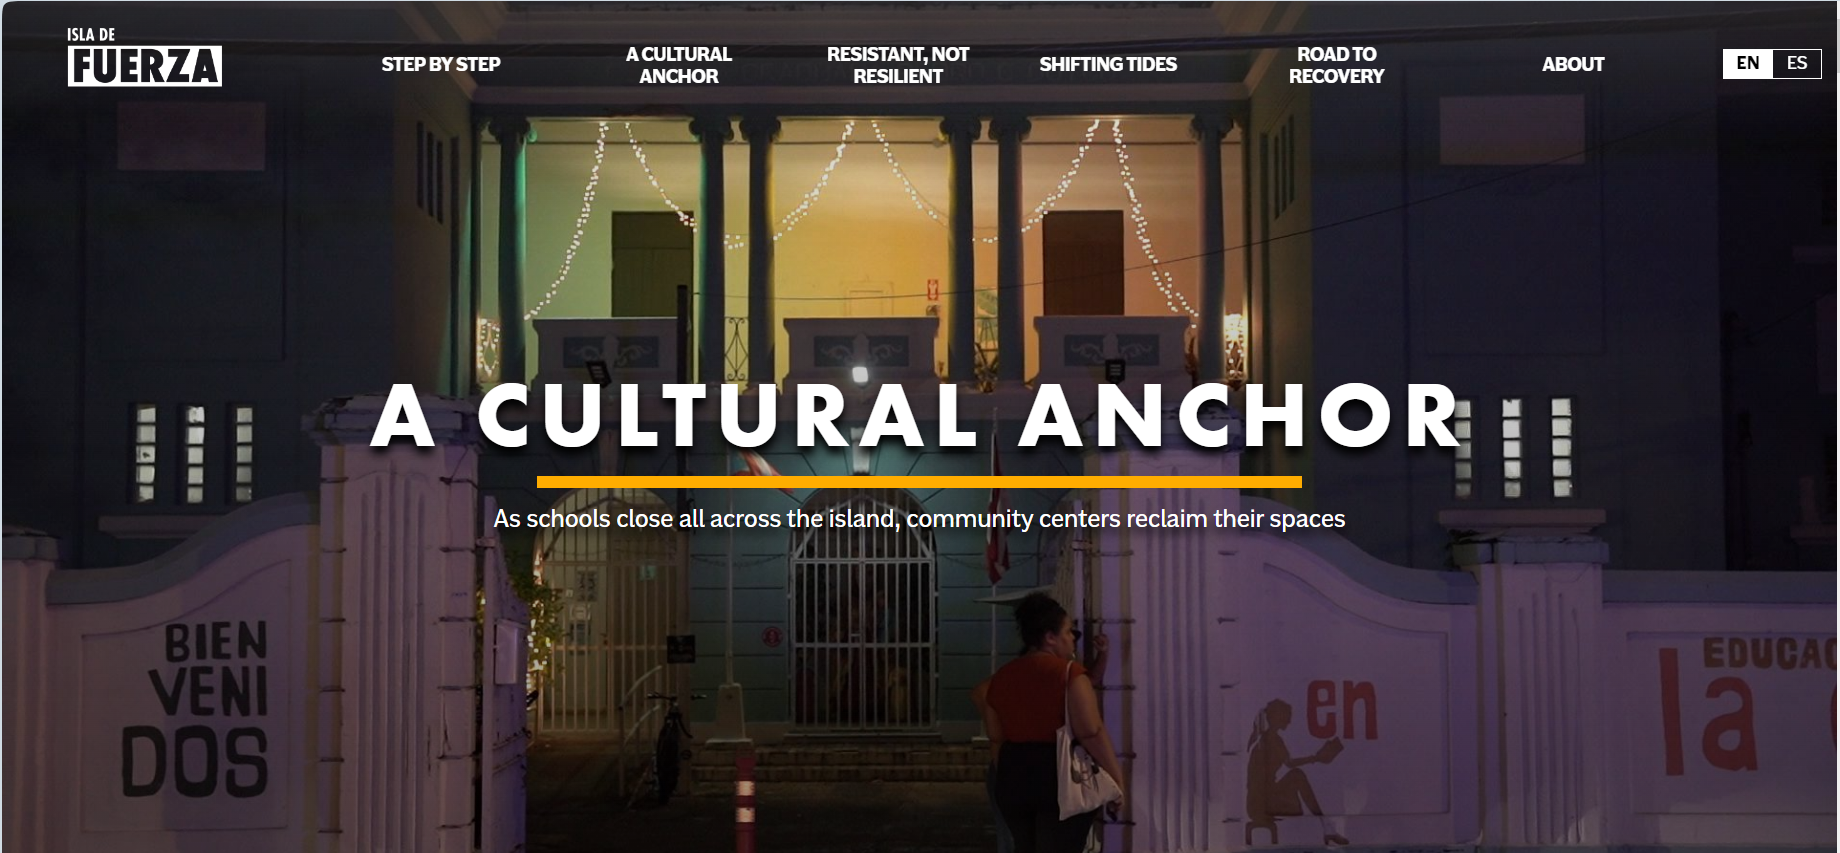 ISLA DE
FUERZA
STEP BY STEP
A CULTURAL
ANCHOR
RESISTANT, NOT
RESILIENT
SHIFTING TIDES
ROAD TO
RECOVERY
ABOUT
EN
ES
A CULTURAL ANCHOR
As schools close all across the island, community centers reclaim their spaces
BIEN
VENI
DOS
en
EDUCAC
la